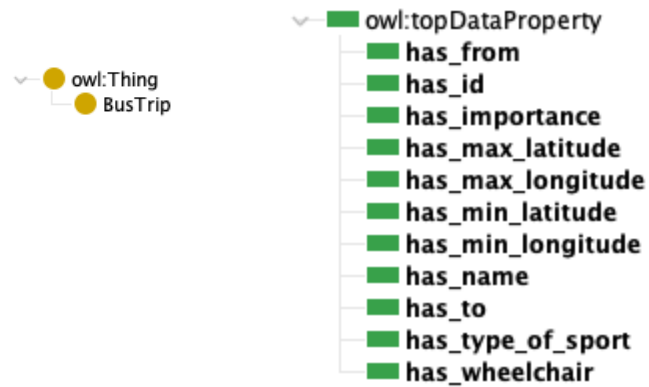 owl:Thing
BusTrip
owl:topDataProperty
has_from
has_id
has_importance
has_max_latitude
has_max_longitude
has_min_latitude
has_min_longitude
has_name
has_to
has_type_of_sport
has_wheelchair